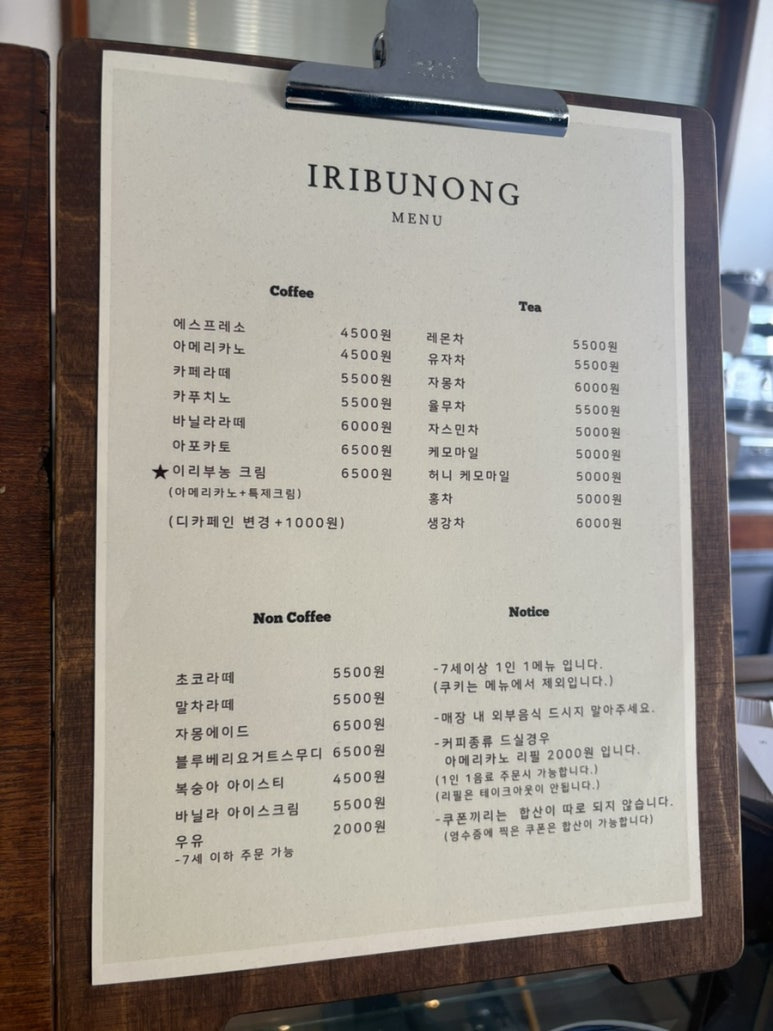 IRIBUNONG
MENU
Coffee
에스프레소 4500원
아메리카노 4500원
카페라떼 5500원
카푸치노 5500원
바닐라라떼 6000원
아포카토 6500원
★이리부농 크림 6500원
(아메리카노+특제크림)
(디카페인 변경+1000원)
Tea
레몬차 5500원
유자차 5500원
자몽차 6000원
율무차 5500원
자스민차 5000원
케모마일 5000원
허니 케모마일 5000원
홍차 5000원
생강차 6000원
Non Coffee
초코라떼 5500원
말차라떼 5500원
자몽에이드 6500원
블루베리요거트스무디 6500원
복숭아 아이스티 4500원
바닐라 아이스크림 5500원
우유 2000원
-7세 이하 주문 가능
Notice
-7세이상 1인 1메뉴 입니다.
(쿠키는 메뉴에서 제외입니다.)
-매장 내 외부음식 드시지 말아주세요.
-커피종류 드실경우
아메리카노 리필 2000원 입니다.
(1인 1음료 주문시 가능합니다.)
(리필은 테이크아웃이 안됩니다.)
-쿠폰끼리는 합산이 따로 되지 않습니다.
(영수증에 찍은 쿠폰은 합산이 가능합니다)